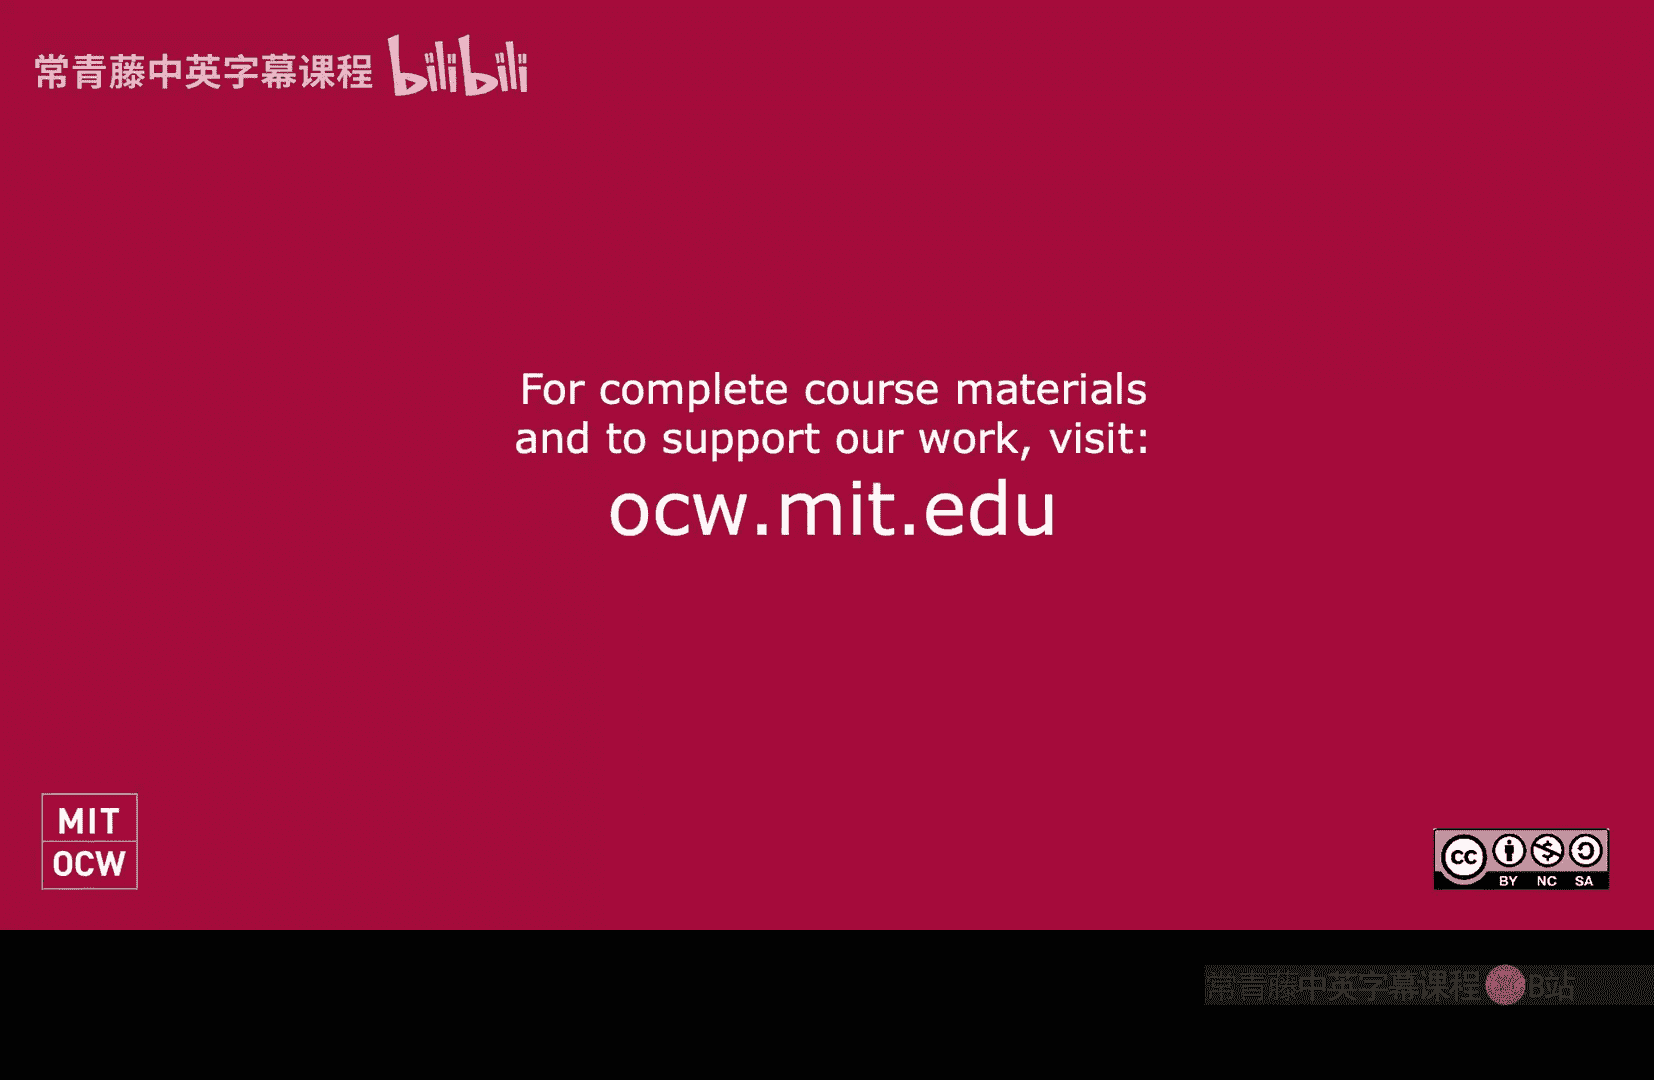 常青藤中英字幕课程 bilibili
For complete course materials
and to support our work, visit:
ocw.mit.edu
MIT
OCW
cc
BY NC SA
常青藤中英字幕课程 B站